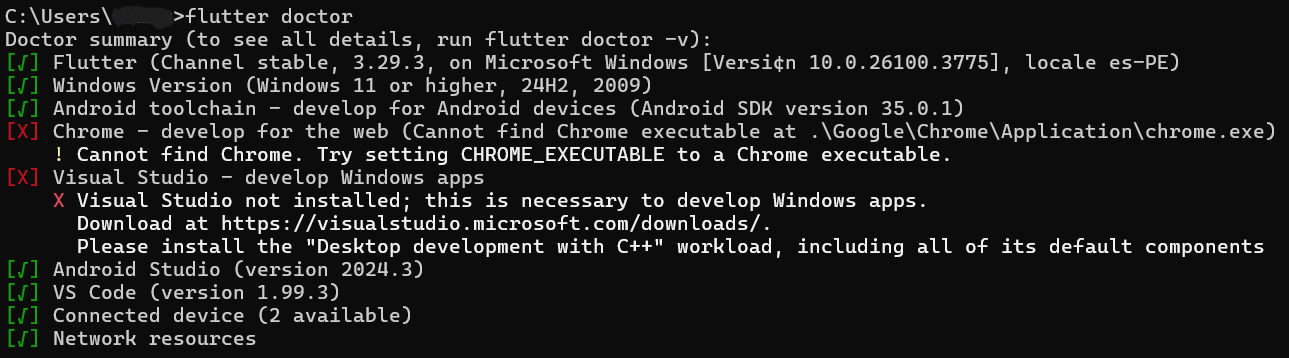 C:\Users\ >flutter doctor
Doctor summary (to see all details, run flutter doctor -v):
[√] Flutter (Channel stable, 3.29.3, on Microsoft Windows [Versi¢n 10.0.26100.3775], locale es-PE)
[√] Windows Version (Windows 11 or higher, 24H2, 2009)
[√] Android toolchain - develop for Android devices (Android SDK version 35.0.1)
[X] Chrome - develop for the web (Cannot find Chrome executable at .\Google\Chrome\Application\chrome.exe)
    ! Cannot find Chrome. Try setting CHROME_EXECUTABLE to a Chrome executable.
[X] Visual Studio - develop Windows apps
    X Visual Studio not installed; this is necessary to develop Windows apps.
      Download at https://visualstudio.microsoft.com/downloads/.
      Please install the "Desktop development with C++" workload, including all of its default components
[√] Android Studio (version 2024.3)
[√] VS Code (version 1.99.3)
[√] Connected device (2 available)
[√] Network resources